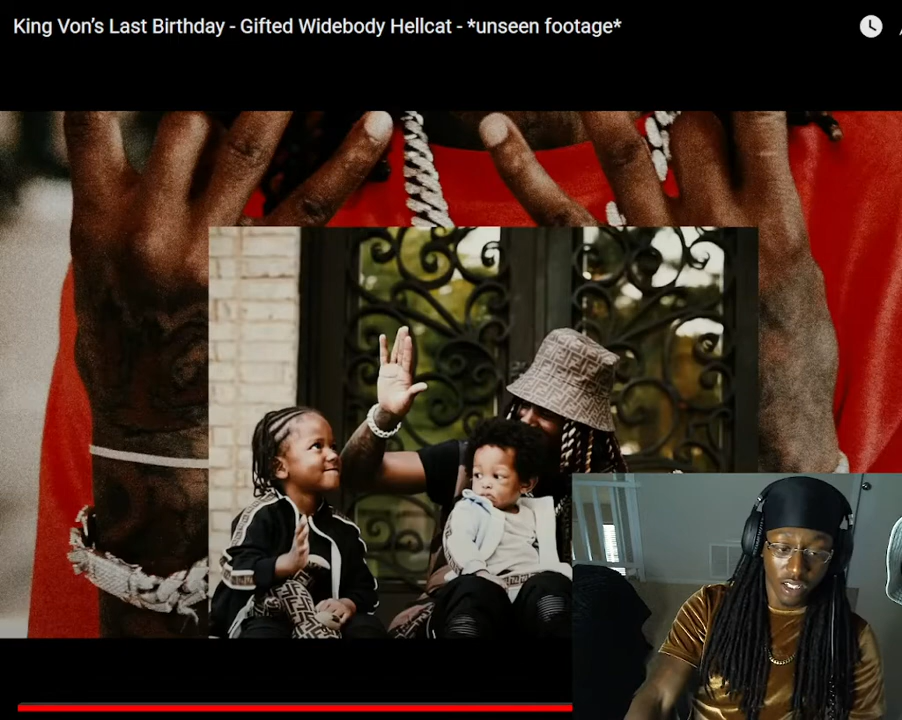 King Von's Last Birthday - Gifted Widebody Hellcat - *unseen footage*